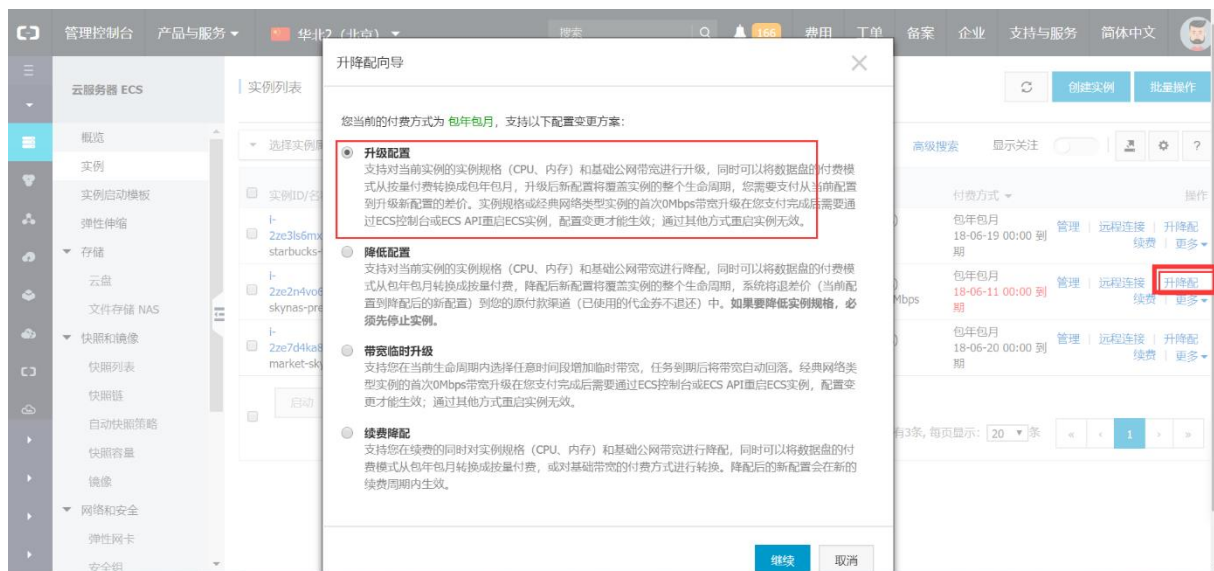 管理控制台 产品与服务 华北2（北京） 搜索 166 费用 工单 备案 企业 支持与服务 简体中文
云服务器 ECS
概览
实例
实例启动模板
弹性伸缩
存储
云盘
文件存储 NAS
快照和镜像
快照列表
快照链
自动快照策略
快照容量
镜像
网络和安全
弹性网卡
安全组
实例列表
创建实例 批量操作
高级搜索 显示关注 ?
实例ID/名
付费方式 操作
i-
2ze3ls6mx
starbucks-
包年包月
18-06-19 00:00 到
期
管理 远程连接 升降配
续费 更多
i-
2ze2n4vo6
skynas-pre
Mbps
包年包月
18-06-11 00:00 到
期
管理 远程连接 升降配
续费 更多
i-
2ze7d4ka8
market-sky
包年包月
18-06-20 00:00 到
期
管理 远程连接 升降配
续费 更多
启动
有3条, 每页显示: 20 条 « ‹ 1 › »
升降配向导
您当前的付费方式为 包年包月，支持以下配置变更方案：
升级配置
支持对当前实例的实例规格（CPU、内存）和基础公网带宽进行升级，同时可以将数据盘的付费模
式从按量付费转换成包年包月，升级后新配置将覆盖实例的整个生命周期，您需要支付从当前配置
到升级新配置的差价。实例规格或经典网络类型实例的首次0Mbps带宽升级在您支付完成后需要通
过ECS控制台或ECS API重启ECS实例，配置变更才能生效；通过其他方式重启实例无效。
降低配置
支持对当前实例的实例规格（CPU、内存）和基础公网带宽进行降配，同时可以将数据盘的付费模
式从包年包月转换成按量付费，降配后新配置将覆盖实例的整个生命周期，系统将退差价（当前配
置到降配后的新配置）到您的原付款渠道（已使用的代金券不退还）中。如果要降低实例规格，必
须先停止实例。
带宽临时升级
支持您在当前生命周期内选择任意时间段增加临时带宽，任务到期后将带宽自动回落。经典网络类
型实例的首次0Mbps带宽升级在您支付完成后需要通过ECS控制台或ECS API重启ECS实例，配置变
更才能生效；通过其他方式重启实例无效。
续费降配
支持您在续费的同时对实例规格（CPU、内存）和基础公网带宽进行降配，同时可以将数据盘的付
费模式从包年包月转换成按量付费，或对基础带宽的付费方式进行转换。降配后的新配置会在新的
续费周期内生效。
继续 取消